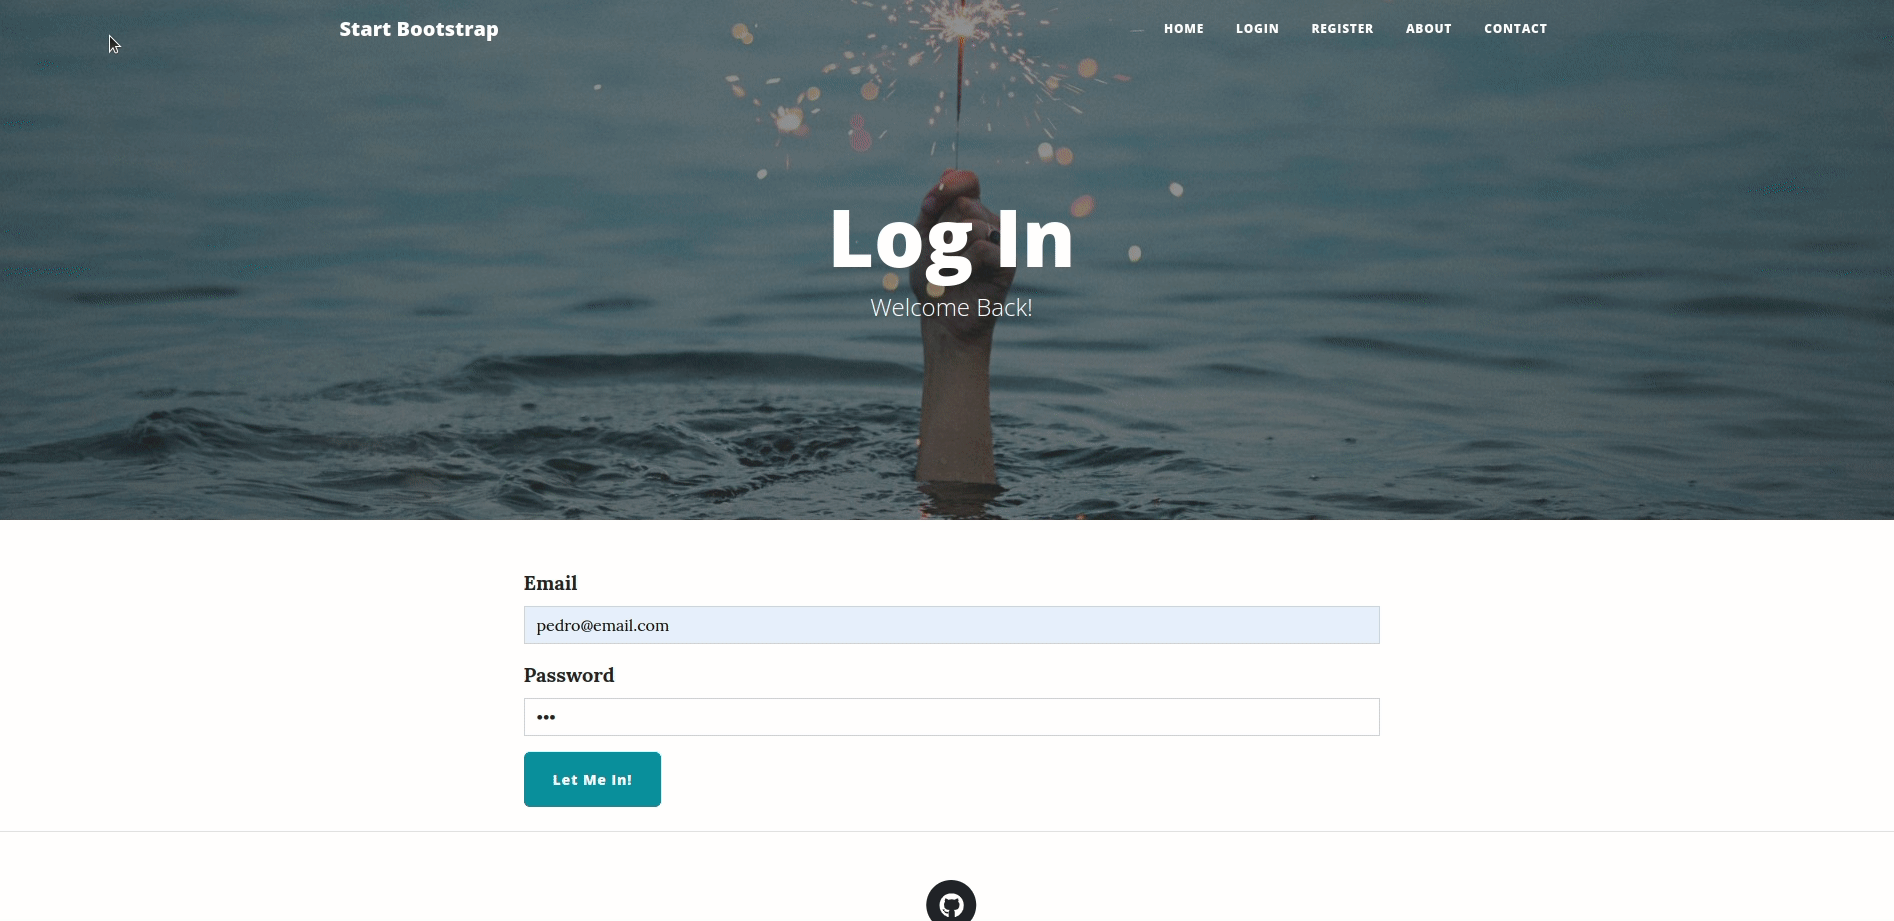 Start Bootstrap
HOME LOGIN REGISTER ABOUT CONTACT
Log In
Welcome Back!
Email
pedro@email.com
Password
•••
Let Me In!